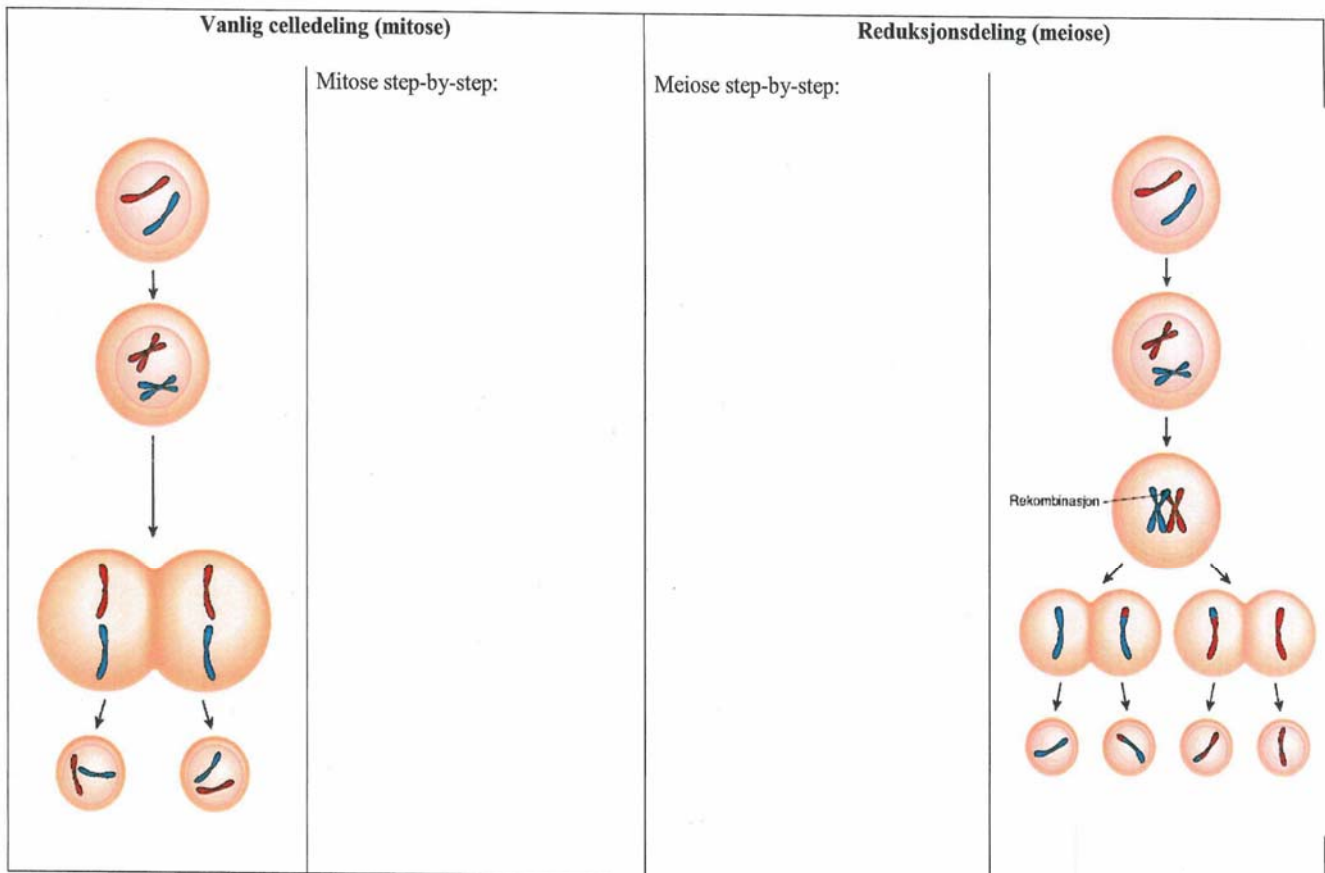 Vanlig celledeling (mitose)
Reduksjonsdeling (meiose)
Mitose step-by-step:
Meiose step-by-step:
Rekombinasjon